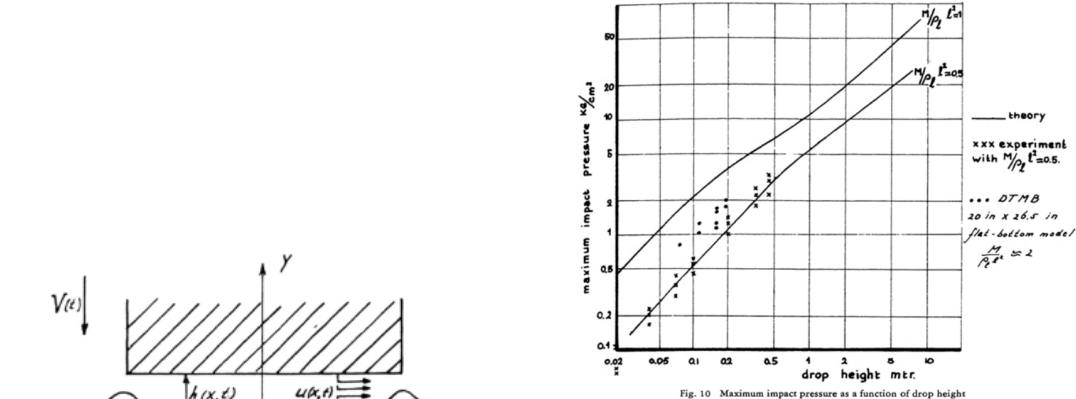 Y
V(t)
h(x,t)
u(x,t)
maximum impact pressure KG/cm²
50
20
10
5
2
1
0.5
0.2
0.1
0.02
0.05
0.1
0.2
0.5
1
2
5
10
drop height mtr.
M/ρℓ ℓ²=1
M/ρℓ ℓ²=0.5
theory
xxx experiment
with M/ρℓ ℓ²=0.5.
••• DTMB
20 in x 26.5 in
flat-bottom model
M/ρℓ ℓ² ≈ 2
Fig. 10 Maximum impact pressure as a function of drop height